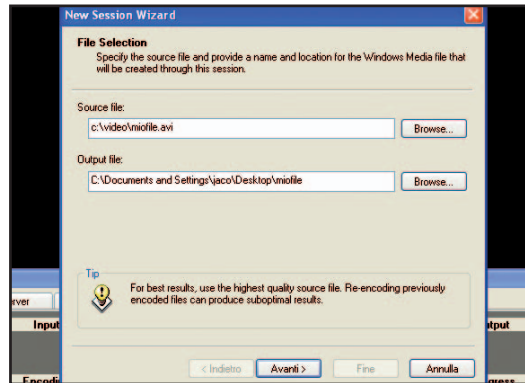 New Session Wizard
File Selection
Specify the source file and provide a name and location for the Windows Media file that
will be created through this session.
Source file:
c:\video\miofile.avi
Browse...
Output file:
C:\Documents and Settings\jaco\Desktop\miofile
Browse...
Tip
For best results, use the highest quality source file. Re-encoding previously
encoded files can produce suboptimal results.
rver
Input
tput
< Indietro
Avanti >
Fine
Annulla
Encodi
gress